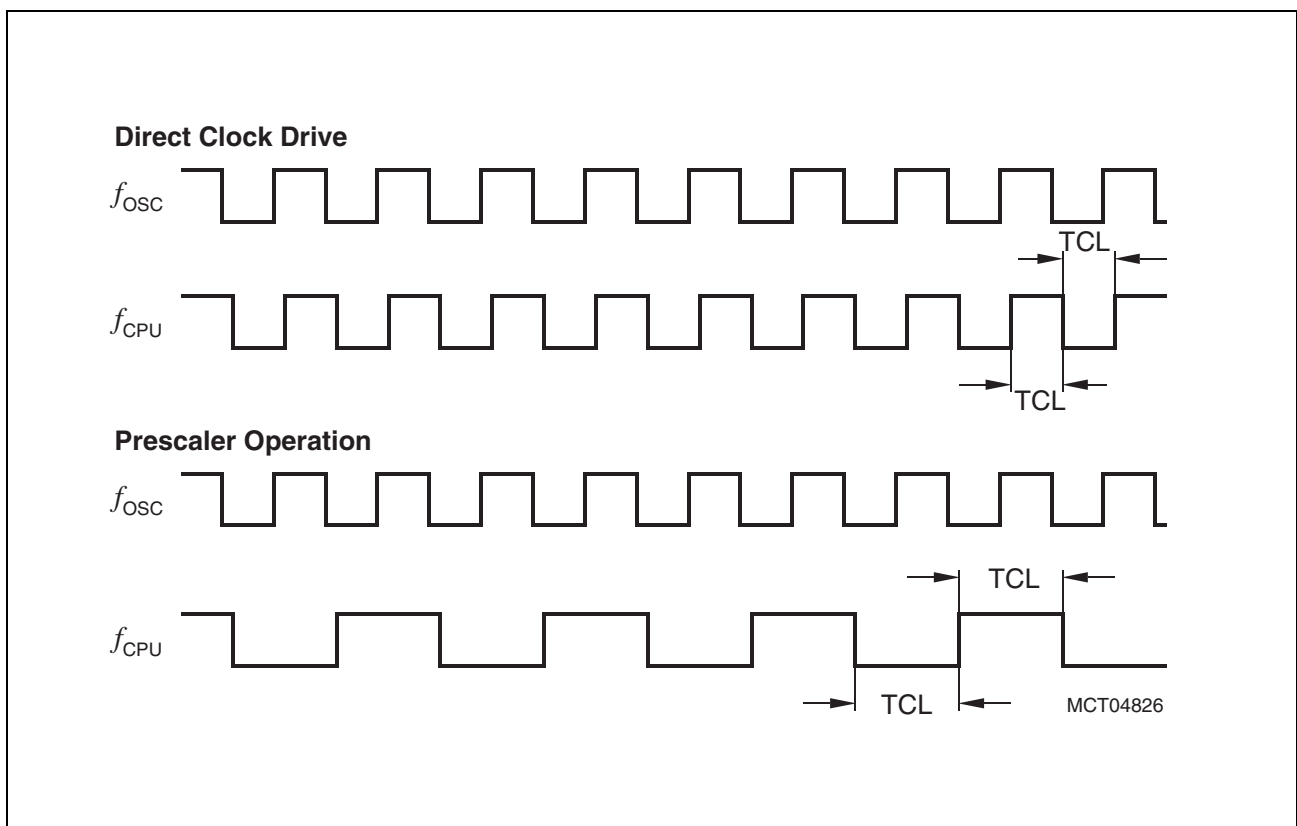 Direct Clock Drive
fOSC
TCL
fCPU
TCL
Prescaler Operation
fOSC
TCL
fCPU
TCL
MCT04826